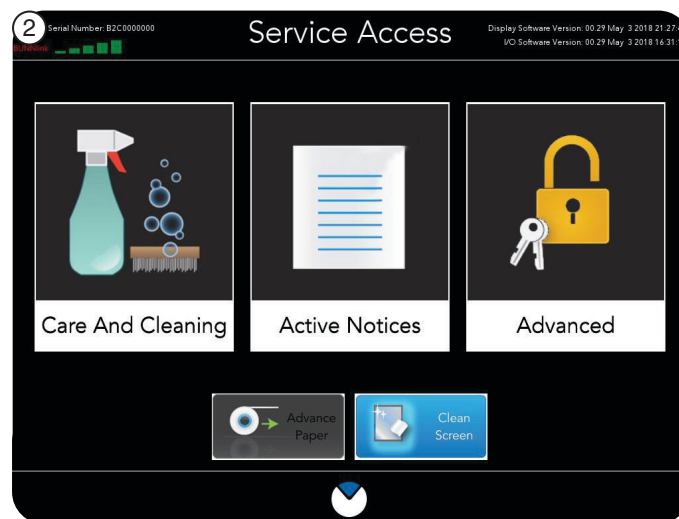 2
Serial Number: B2C0000000
BUNNlink
Service Access
Display Software Version: 00.29 May 3 2018 21:27:
I/O Software Version: 00.29 May 3 2018 16:31:
Care And Cleaning
Active Notices
Advanced
Advance
Paper
Clean
Screen